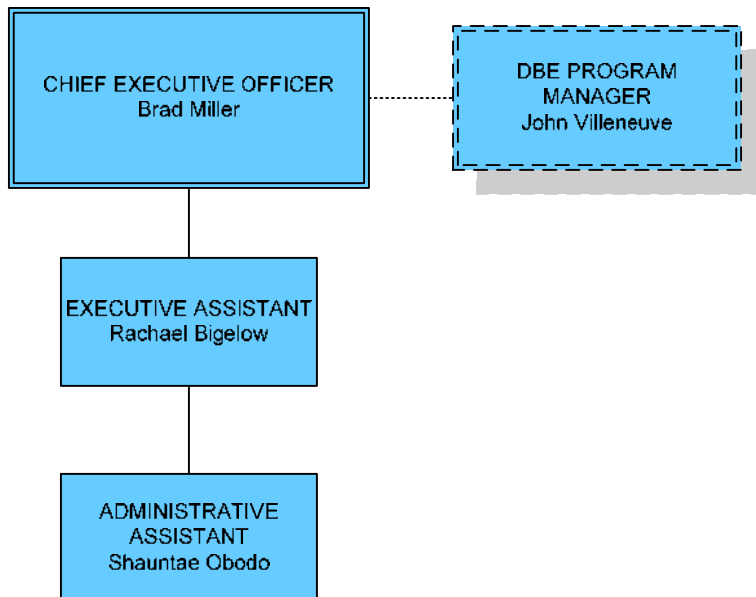 CHIEF EXECUTIVE OFFICER
Brad Miller
DBE PROGRAM
MANAGER
John Villeneuve
EXECUTIVE ASSISTANT
Rachael Bigelow
ADMINISTRATIVE
ASSISTANT
Shauntae Obodo